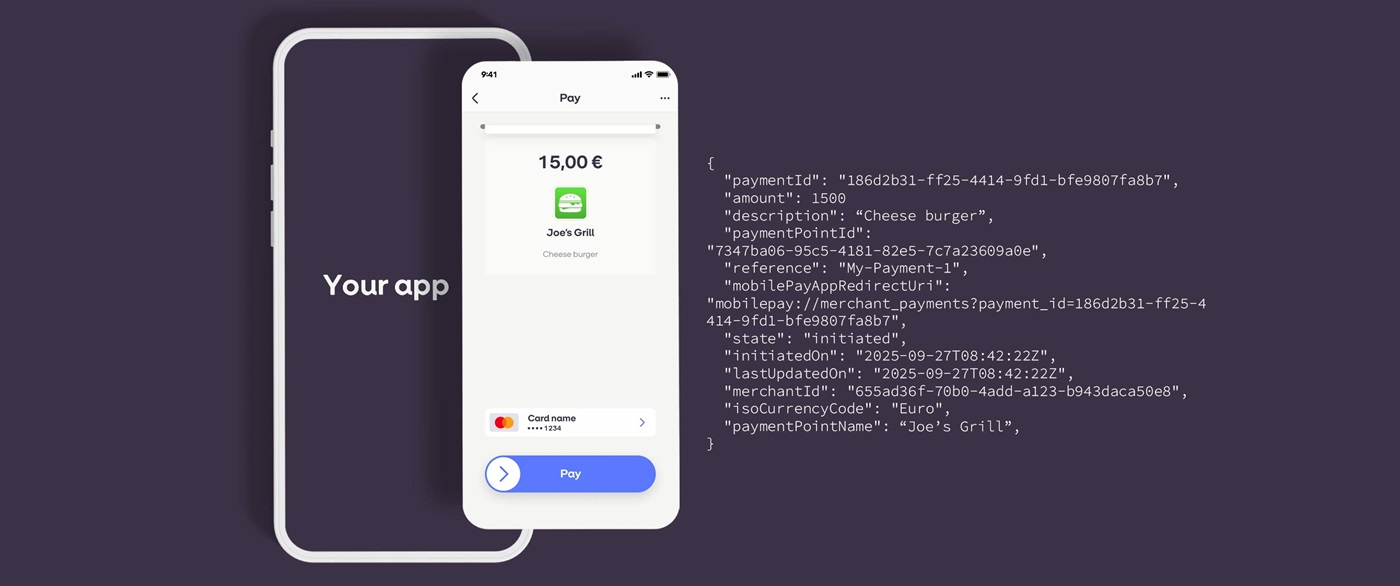 Your app
9:41
Pay
15,00 €
Joe's Grill
Cheese burger
Card name
•••• 1234
Pay
{
  "paymentId": "186d2b31-ff25-4414-9fd1-bfe9807fa8b7",
  "amount": 1500
  "description": “Cheese burger”,
  "paymentPointId":
"7347ba06-95c5-4181-82e5-7c7a23609a0e",
  "reference": "My-Payment-1",
  "mobilePayAppRedirectUri":
"mobilepay://merchant_payments?payment_id=186d2b31-ff25-4
414-9fd1-bfe9807fa8b7",
  "state": "initiated",
  "initiatedOn": "2025-09-27T08:42:22Z",
  "lastUpdatedOn": "2025-09-27T08:42:22Z",
  "merchantId": "655ad36f-70b0-4add-a123-b943daca50e8",
  "isoCurrencyCode": "Euro",
  "paymentPointName": “Joe’s Grill”,
}